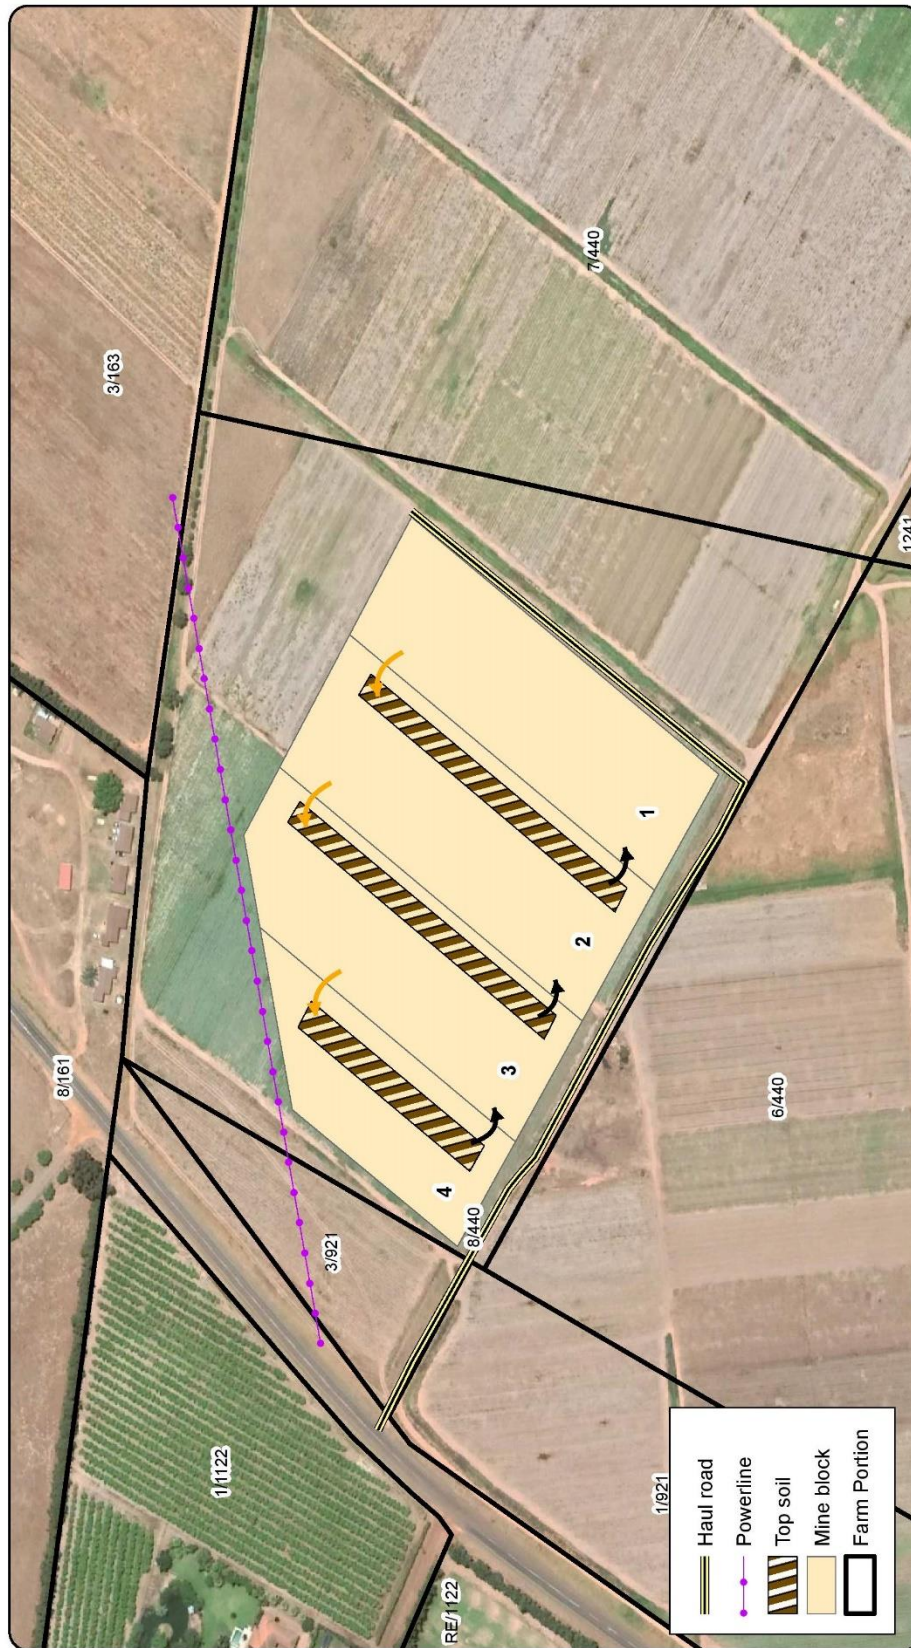 3/163
7/440
8/161
3/921
1/1122
RE/1122
1
2
3
4
8/440
6/440
1241
1/921
Haul road
Powerline
Top soil
Mine block
Farm Portion